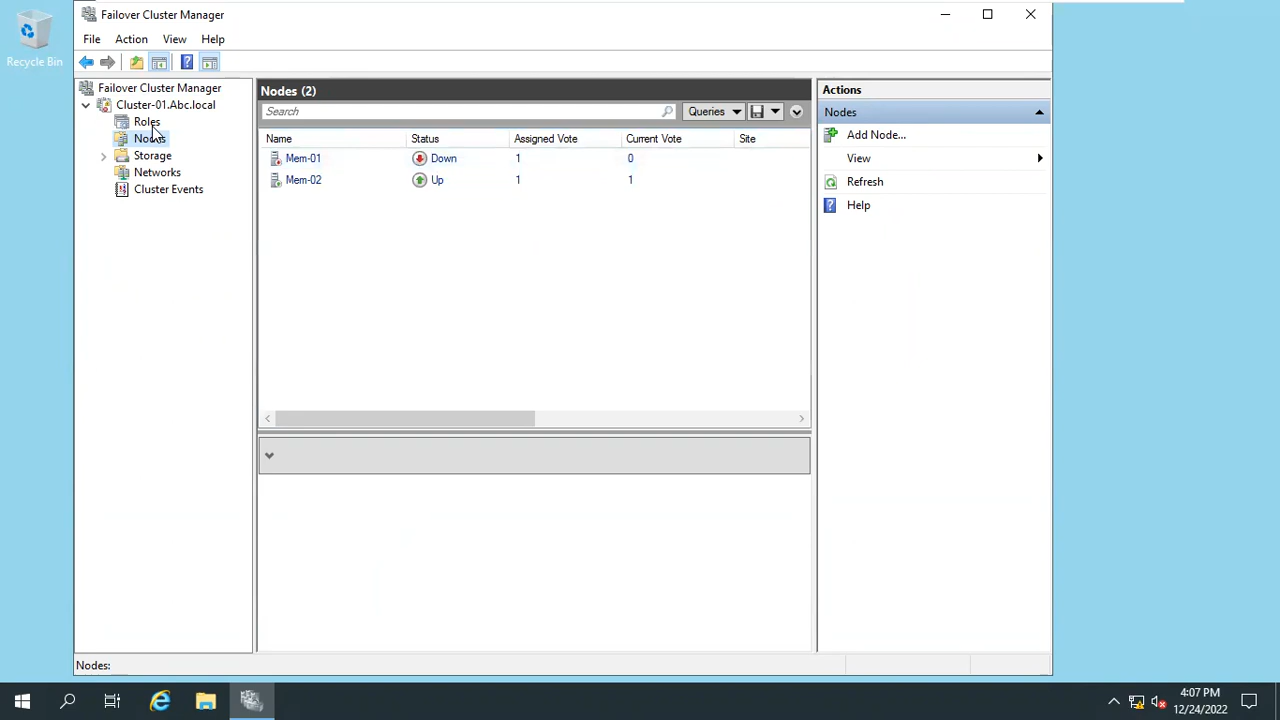 Recycle Bin
Failover Cluster Manager
File Action View Help
Failover Cluster Manager
Cluster-01.Abc.local
Roles
Nodes
Storage
Networks
Cluster Events
Nodes (2)
Search
Queries
Name Status Assigned Vote Current Vote Site
Mem-01 Down 1 0
Mem-02 Up 1 1
Actions
Nodes
Add Node...
View
Refresh
Help
Nodes:
4:07 PM
12/24/2022